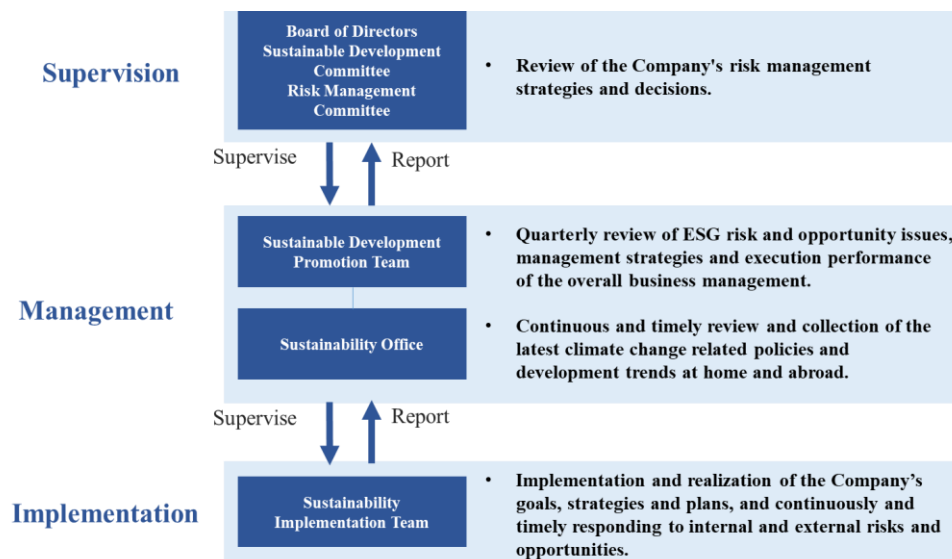 Supervision
Board of Directors
Sustainable Development
Committee
Risk Management
Committee
• Review of the Company's risk management
strategies and decisions.
Supervise
Report
Management
Sustainable Development
Promotion Team
• Quarterly review of ESG risk and opportunity issues,
management strategies and execution performance
of the overall business management.
Sustainability Office
• Continuous and timely review and collection of the
latest climate change related policies and
development trends at home and abroad.
Supervise
Report
Implementation
Sustainability
Implementation Team
• Implementation and realization of the Company’s
goals, strategies and plans, and continuously and
timely responding to internal and external risks and
opportunities.